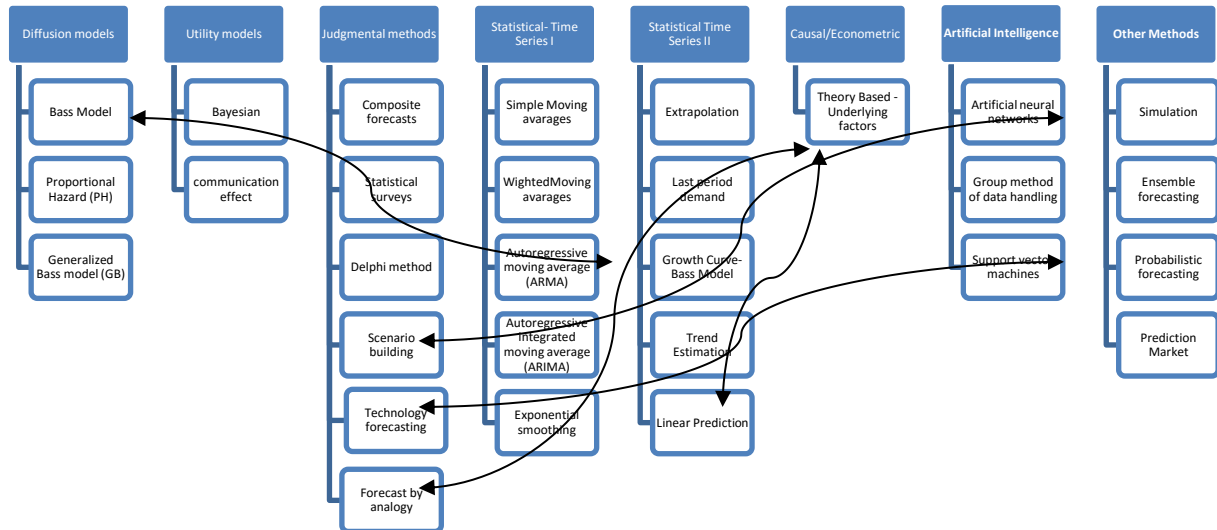 Diffusion models
Bass Model
Proportional
Hazard (PH)
Generalized
Bass model (GB)
Utility models
Bayesian
communication
effect
Judgmental methods
Composite
forecasts
Statistical
surveys
Delphi method
Scenario
building
Technology
forecasting
Forecast by
analogy
Statistical- Time
Series I
Simple Moving
avarages
WightedMoving
avarages
Autoregressive
moving average
(ARMA)
Autoregressive
integrated
moving average
(ARIMA)
Exponential
smoothing
Statistical Time
Series II
Extrapolation
Last period
demand
Growth Curve-
Bass Model
Trend
Estimation
Linear Prediction
Causal/Econometric
Theory Based -
Underlying
factors
Artificial Intelligence
Artificial neural
networks
Group method
of data handling
Support vector
machines
Other Methods
Simulation
Ensemble
forecasting
Probabilistic
forecasting
Prediction
Market